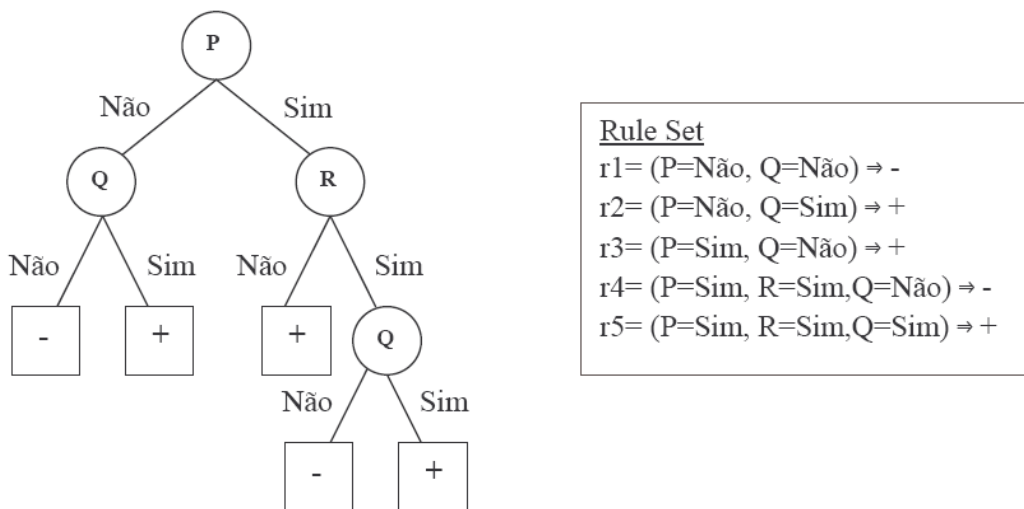 P
Não Sim
Q R
Não Sim Não Sim
- + + Q
Não Sim
- +
Rule Set
r1= (P=Não, Q=Não) ⇒ -
r2= (P=Não, Q=Sim) ⇒ +
r3= (P=Sim, Q=Não) ⇒ +
r4= (P=Sim, R=Sim,Q=Não) ⇒ -
r5= (P=Sim, R=Sim,Q=Sim) ⇒ +